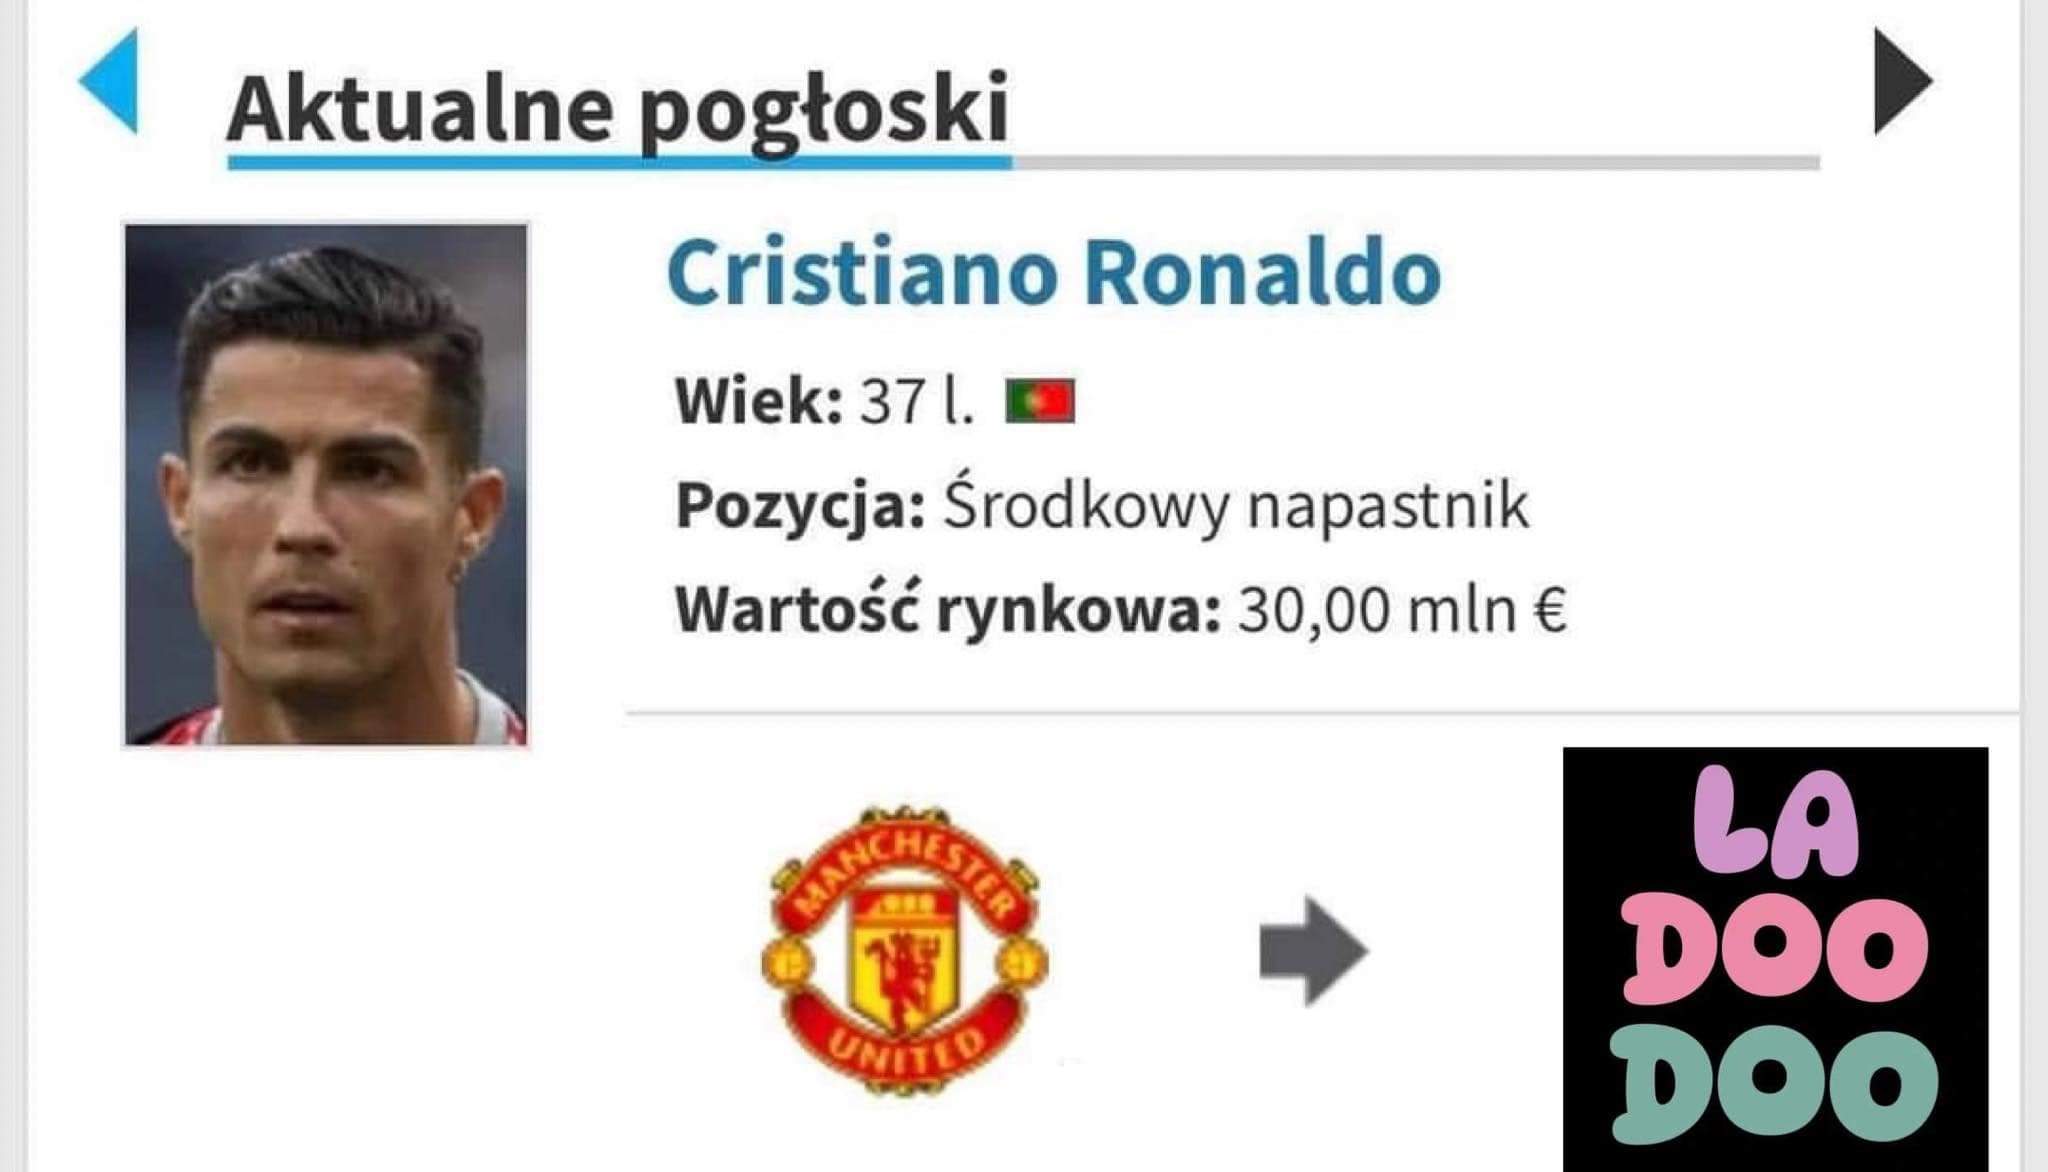 Aktualne pogłoski
Cristiano Ronaldo
Wiek: 37 l.
Pozycja: Środkowy napastnik
Wartość rynkowa: 30,00 mln €
MANCHESTER
UNITED
LA
DOO
DOO